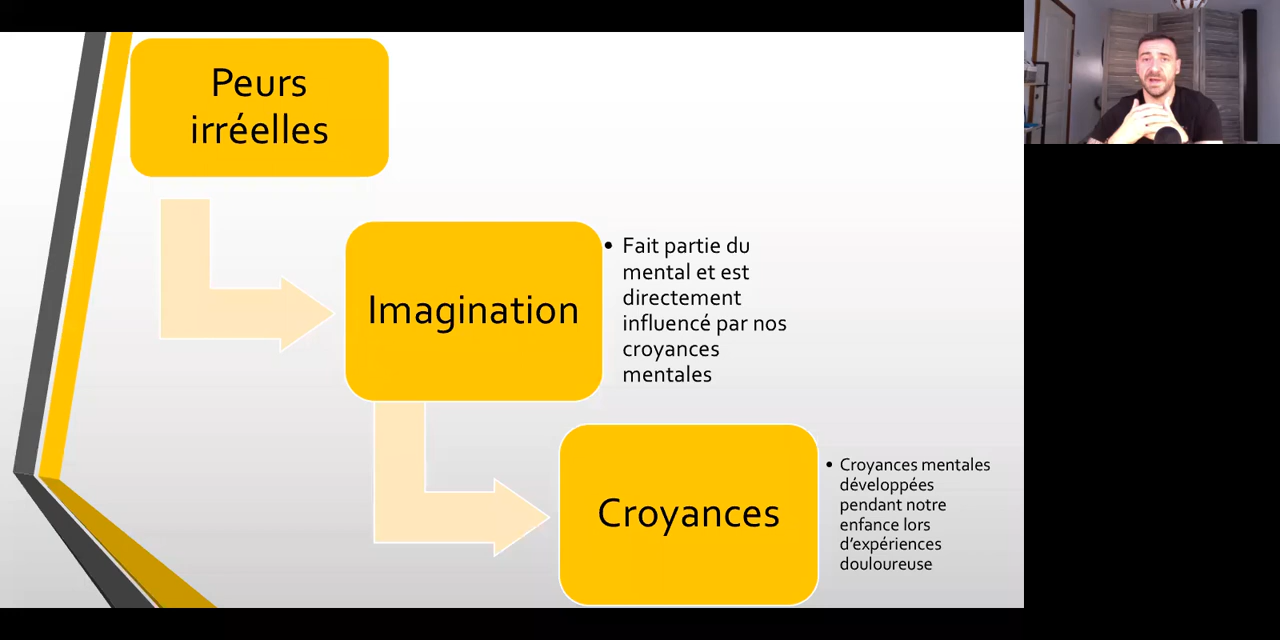 Peurs
irréelles
Imagination
• Fait partie du
mental et est
directement
influencé par nos
croyances
mentales
Croyances
• Croyances mentales
développées
pendant notre
enfance lors
d’expériences
douloureuse